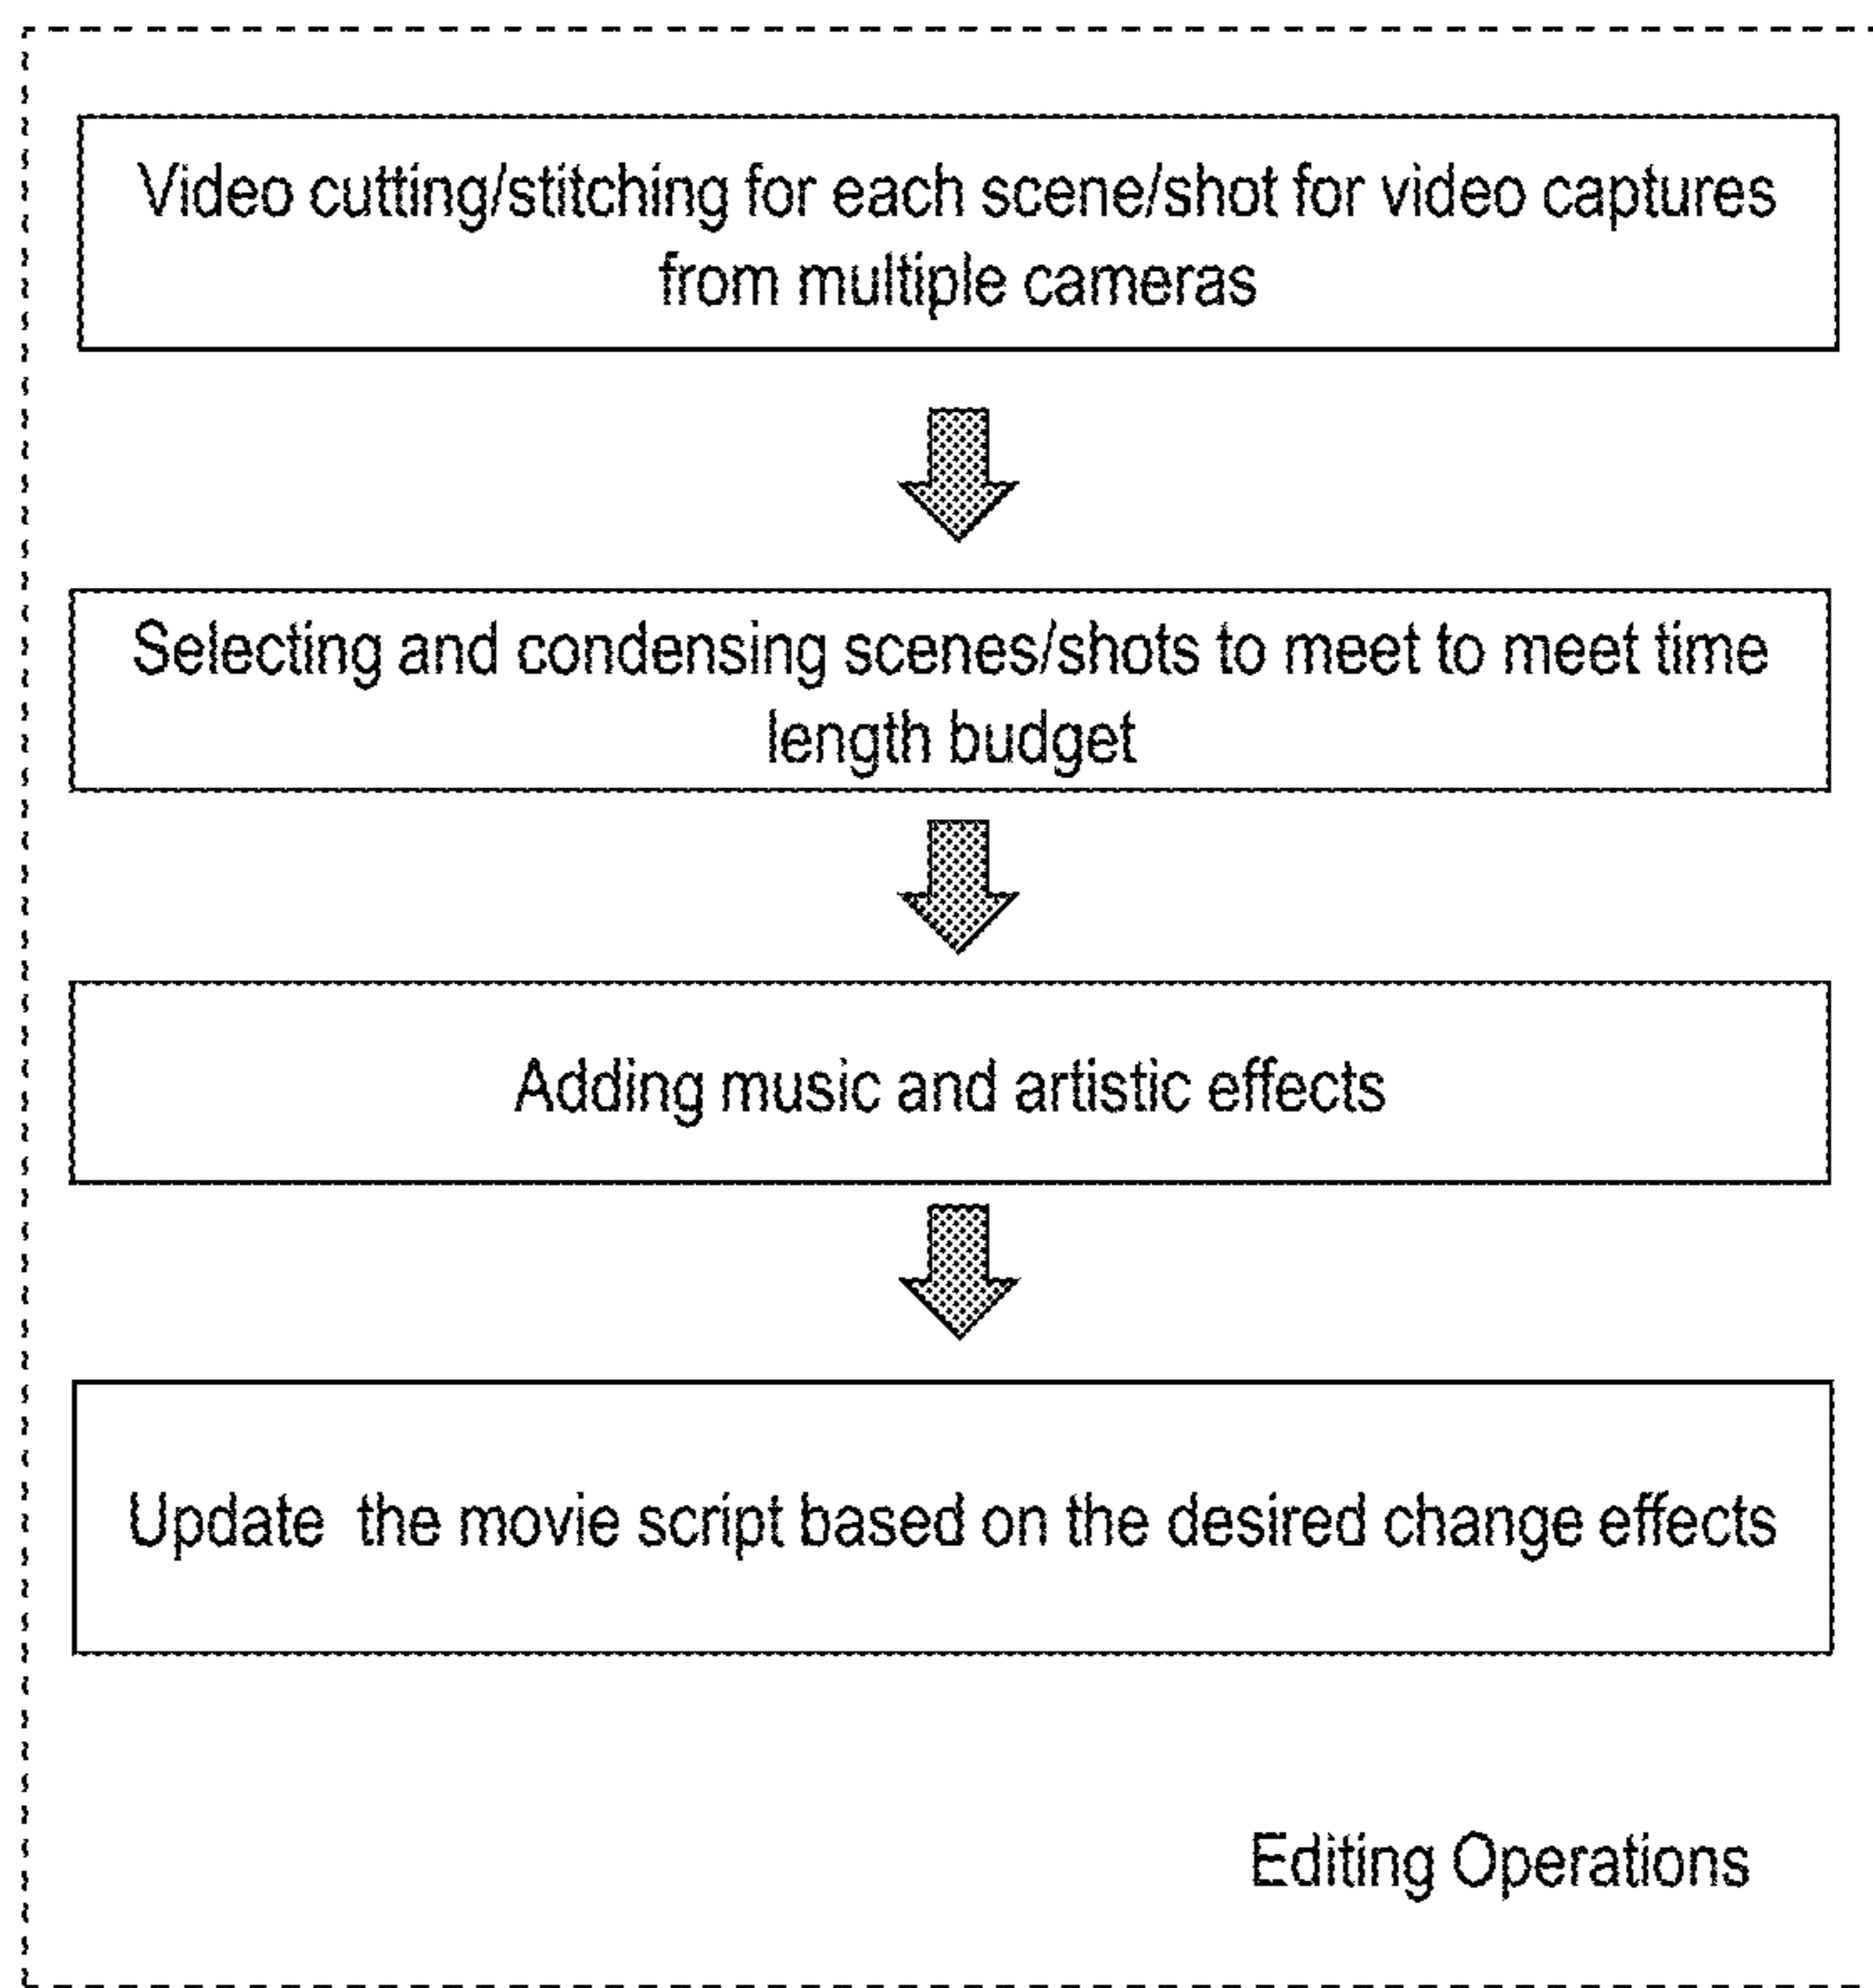 Video cutting/stitching for each scene/shot for video captures
from multiple cameras
Selecting and condensing scenes/shots to meet to meet time
length budget
Adding music and artistic effects
Update the movie script based on the desired change effects
Editing Operations